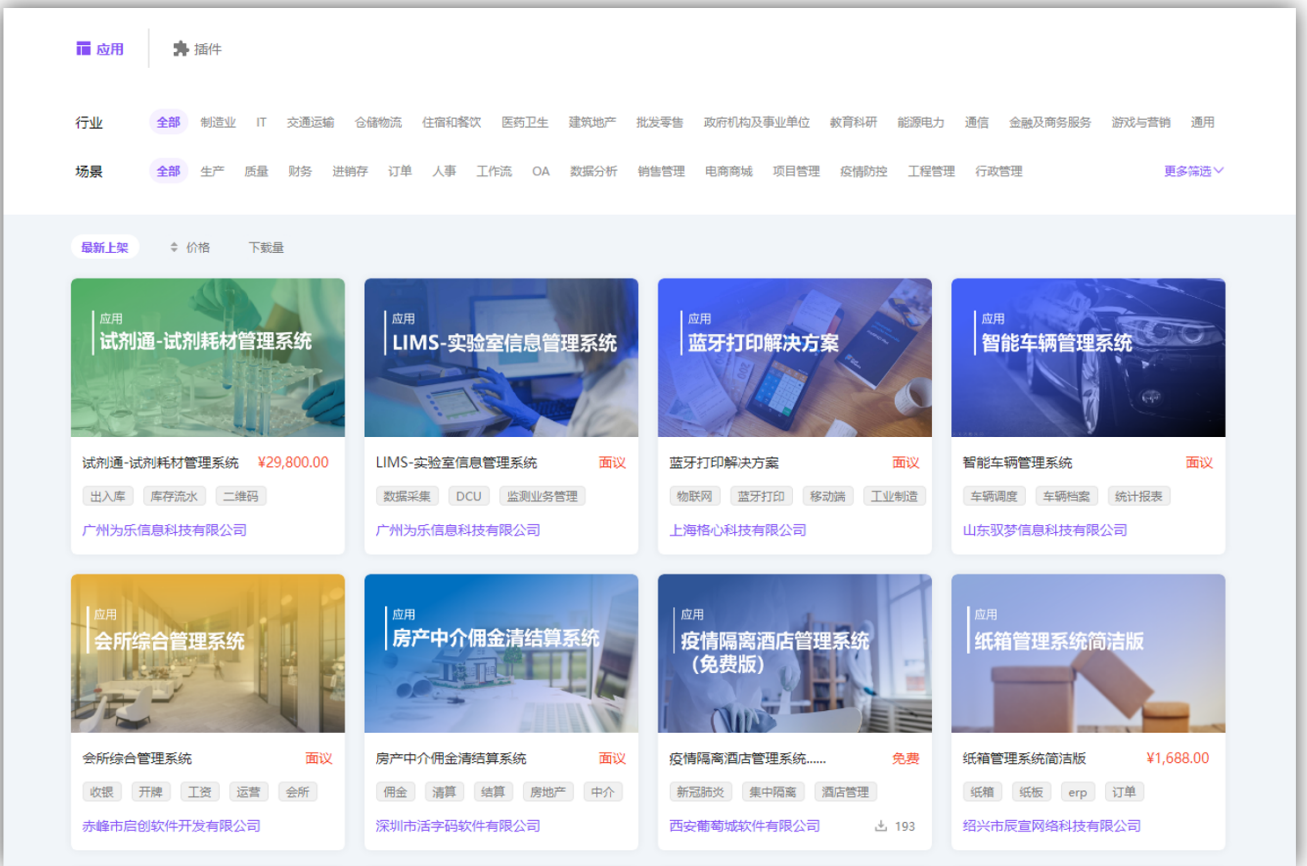 应用 插件
行业 全部 制造业 IT 交通运输 仓储物流 住宿和餐饮 医药卫生 建筑地产 批发零售 政府机构及事业单位 教育科研 能源电力 通信 金融及商务服务 游戏与营销 通用
场景 全部 生产 质量 财务 进销存 订单 人事 工作流 OA 数据分析 销售管理 电商商城 项目管理 疫情防控 工程管理 行政管理 更多筛选
最新上架 价格 下载量
应用
试剂通-试剂耗材管理系统
试剂通-试剂耗材管理系统 ¥29,800.00
出入库 库存流水 二维码
广州为乐信息科技有限公司
应用
LIMS-实验室信息管理系统
LIMS-实验室信息管理系统 面议
数据采集 DCU 监测业务管理
广州为乐信息科技有限公司
应用
蓝牙打印解决方案
蓝牙打印解决方案 面议
物联网 蓝牙打印 移动端 工业制造
上海格心科技有限公司
应用
智能车辆管理系统
智能车辆管理系统 面议
车辆调度 车辆档案 统计报表
山东驭梦信息科技有限公司
应用
会所综合管理系统
会所综合管理系统 面议
收银 开牌 工资 运营 会所
赤峰市启创软件开发有限公司
应用
房产中介佣金清结算系统
房产中介佣金清结算系统 面议
佣金 清算 结算 房地产 中介
深圳市活字码软件有限公司
应用
疫情隔离酒店管理系统
（免费版）
疫情隔离酒店管理系统...... 免费
新冠肺炎 集中隔离 酒店管理
西安葡萄城软件有限公司 193
应用
纸箱管理系统简洁版
纸箱管理系统简洁版 ¥1,688.00
纸箱 纸板 erp 订单
绍兴市辰宣网络科技有限公司